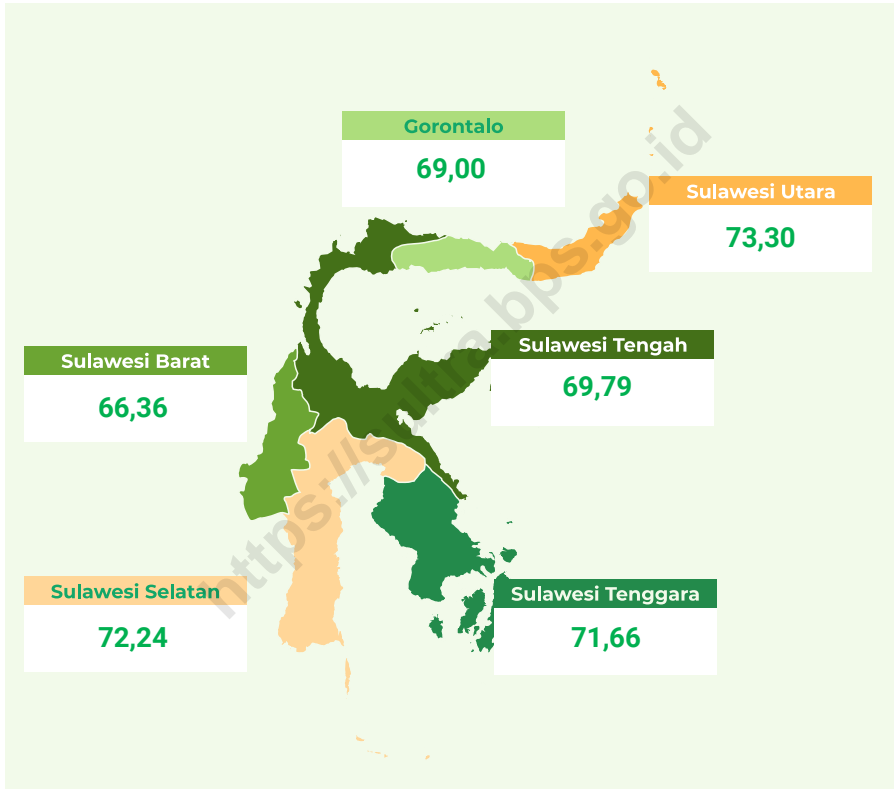 Gorontalo
69,00
Sulawesi Utara
73,30
Sulawesi Tengah
69,79
Sulawesi Barat
66,36
Sulawesi Selatan
72,24
Sulawesi Tenggara
71,66
https://sultra.bps.go.id